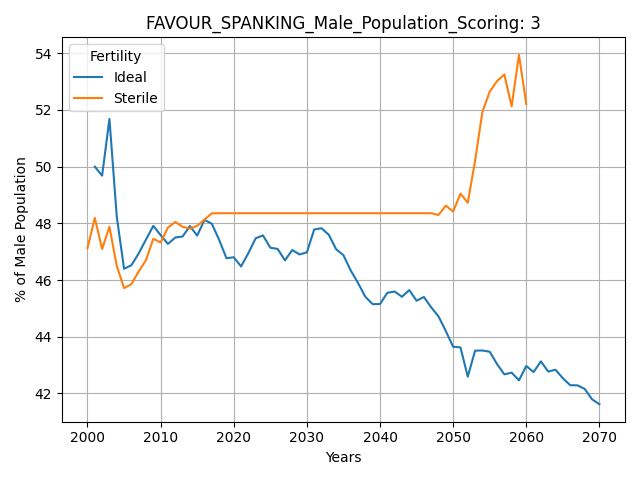 FAVOUR_SPANKING_Male_Population_Scoring: 3
Fertility
Ideal
Sterile
% of Male Population
54
52
50
48
46
44
42
2000 2010 2020 2030 2040 2050 2060 2070
Years